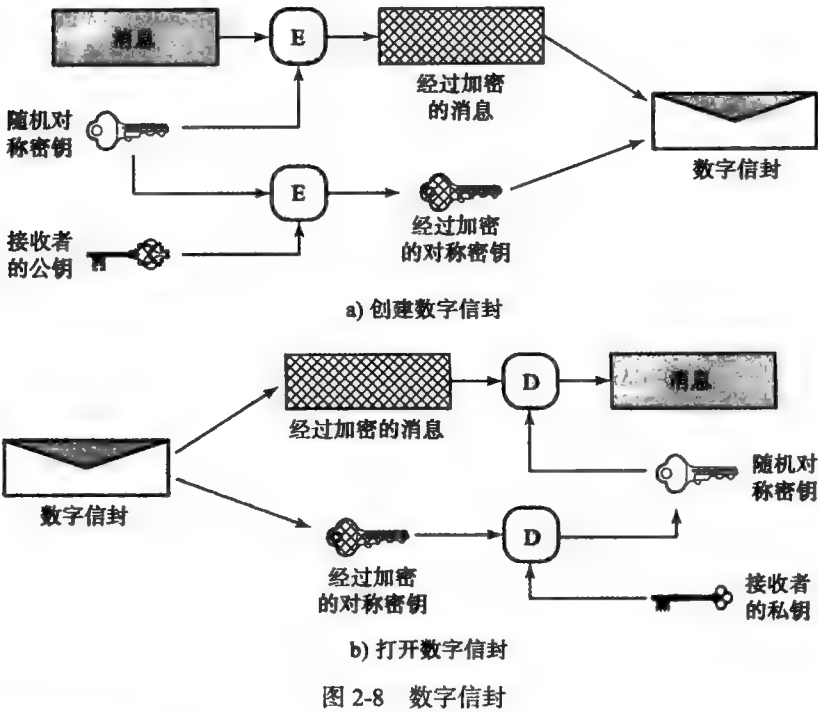 消息
E
经过加密
的消息
随机对
称密钥
数字信封
E
经过加密
的对称密钥
接收者
的公钥
a) 创建数字信封
D
消息
经过加密的消息
随机对
称密钥
数字信封
D
经过加密
的对称密钥
接收者
的私钥
b) 打开数字信封
图 2-8 数字信封